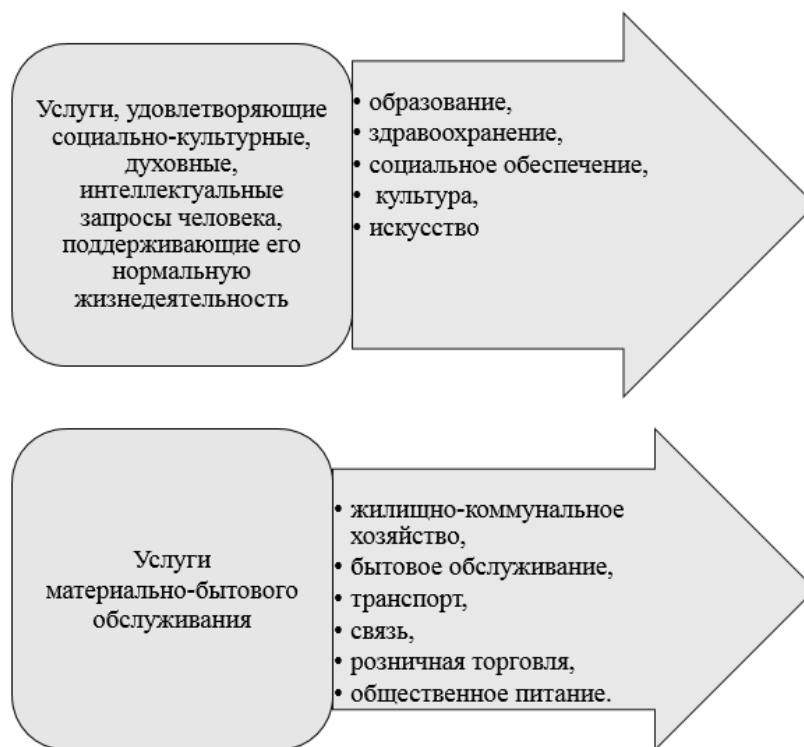 Услуги, удовлетворяющие
социально-культурные,
духовные,
интеллектуальные
запросы человека,
поддерживающие его
нормальную
жизнедеятельность
• образование,
• здравоохранение,
• социальное обеспечение,
• культура,
• искусство
Услуги
материально-бытового
обслуживания
• жилищно-коммунальное
хозяйство,
• бытовое обслуживание,
• транспорт,
• связь,
• розничная торговля,
• общественное питание.